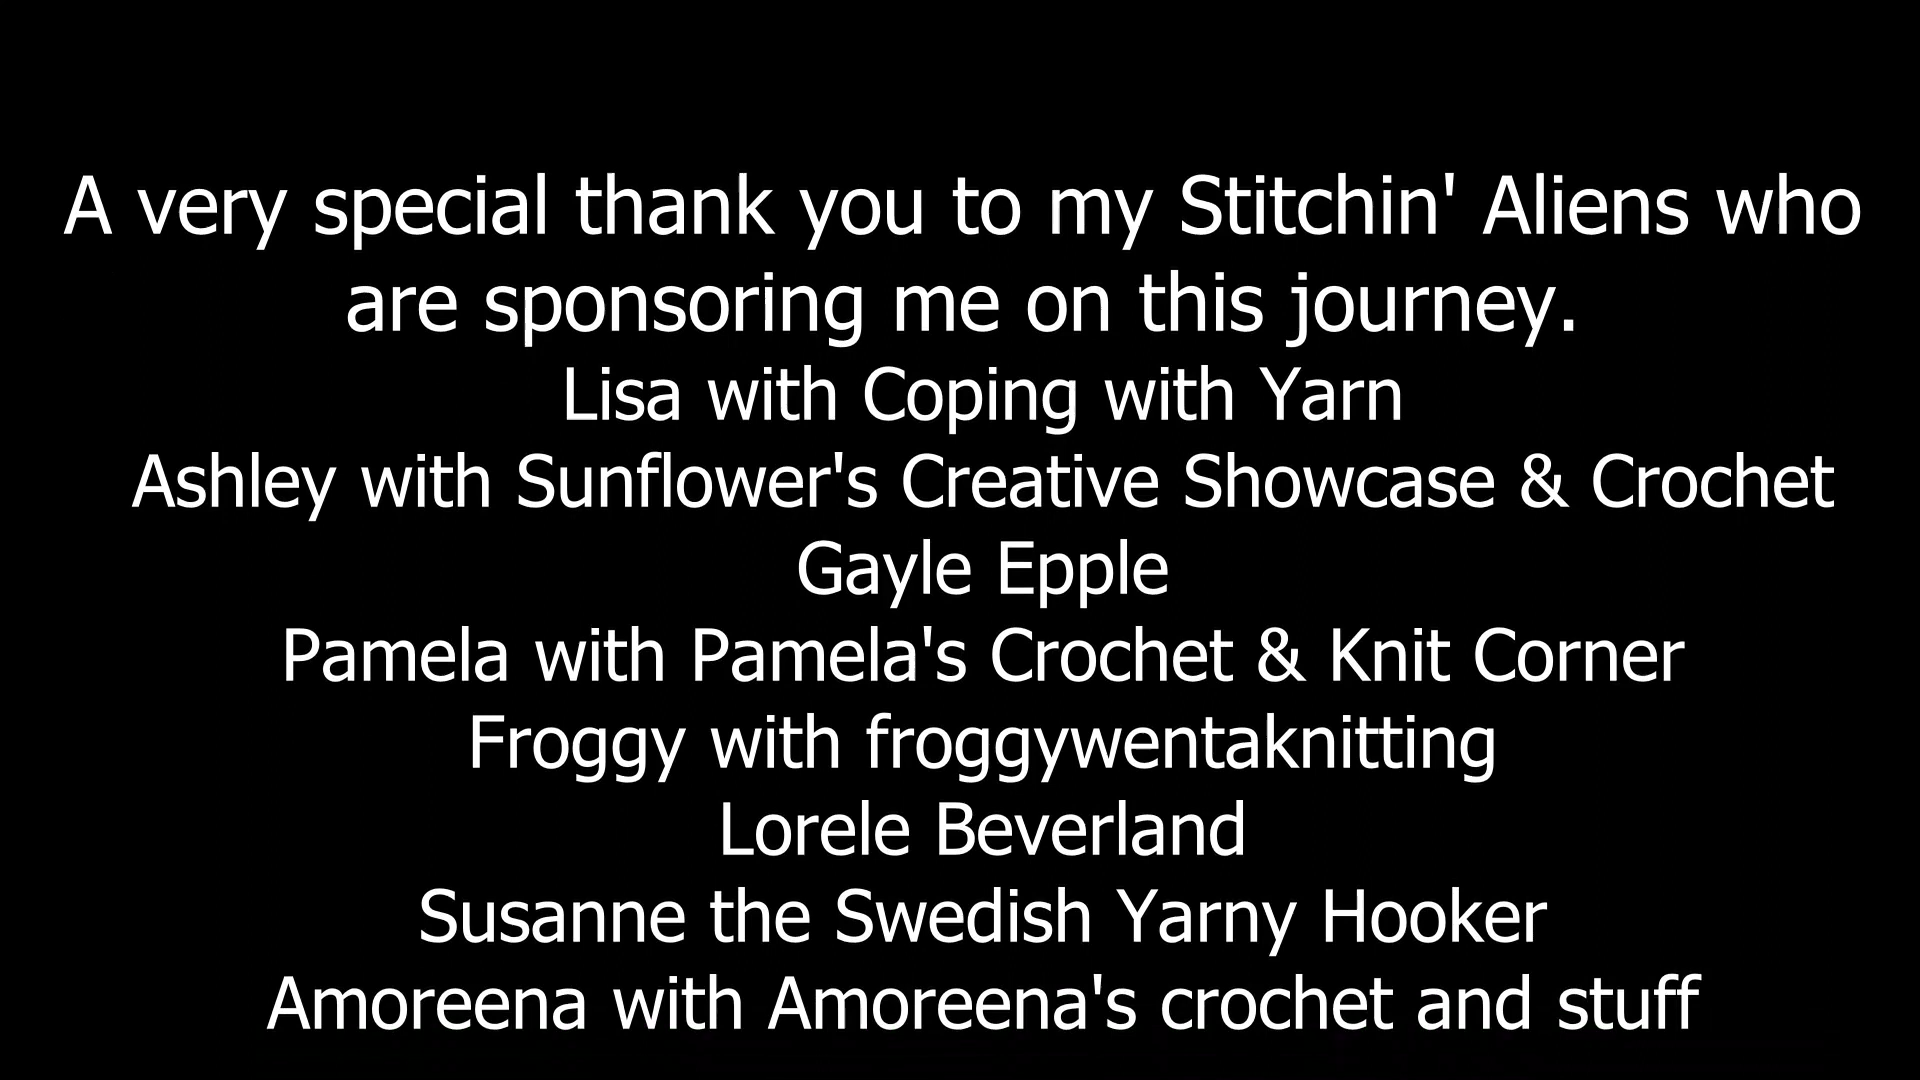 A very special thank you to my Stitchin' Aliens who
are sponsoring me on this journey.
Lisa with Coping with Yarn
Ashley with Sunflower's Creative Showcase & Crochet
Gayle Epple
Pamela with Pamela's Crochet & Knit Corner
Froggy with froggywentaknitting
Lorele Beverland
Susanne the Swedish Yarny Hooker
Amoreena with Amoreena's crochet and stuff